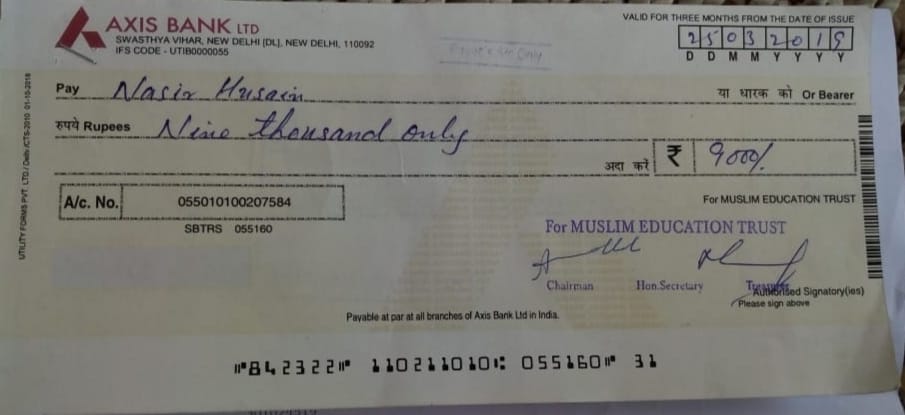 AXIS BANK LTD
SWASTHYA VIHAR, NEW DELHI [DL], NEW DELHI, 110092
IFS CODE - UTIB0000055
VALID FOR THREE MONTHS FROM THE DATE OF ISSUE
25032019
D D M M Y Y Y Y
Pay Nasir Husain या धारक को Or Bearer
रुपये Rupees Nine thousand only
अदा करें ₹ 9000/.
A/c. No. 055010100207584
SBTRS 055160
For MUSLIM EDUCATION TRUST
For MUSLIM EDUCATION TRUST
Chairman Hon.Secretary Treasurer
Authorised Signatory(ies)
Please sign above
Payable at par at all branches of Axis Bank Ltd in India.
⑈842322⑈ 110211010⑆ 055160⑈ 31
UTILITY FORMS PVT. LTD./ Delhi /CTS-2010 01-10-2018